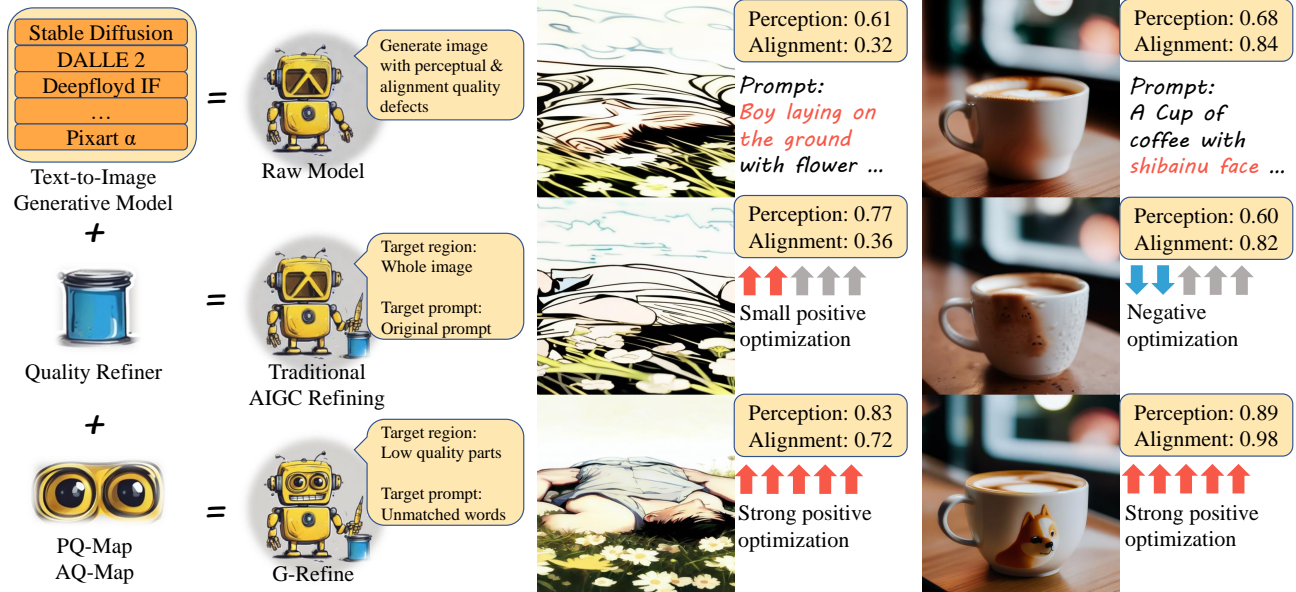 Stable Diffusion
DALLE 2
Deepfloyd IF
...
Pixart α
Text-to-Image
Generative Model
=
Generate image
with perceptual &
alignment quality
defects
Raw Model
Perception: 0.61
Alignment: 0.32
Prompt:
Boy laying on
the ground
with flower ...
Perception: 0.68
Alignment: 0.84
Prompt:
A Cup of
coffee with
shibainu face ...
+
Quality Refiner
=
Target region:
Whole image
Target prompt:
Original prompt
Traditional
AIGC Refining
Perception: 0.77
Alignment: 0.36
Small positive
optimization
Perception: 0.60
Alignment: 0.82
Negative
optimization
+
PQ-Map
AQ-Map
=
Target region:
Low quality parts
Target prompt:
Unmatched words
G-Refine
Perception: 0.83
Alignment: 0.72
Strong positive
optimization
Perception: 0.89
Alignment: 0.98
Strong positive
optimization